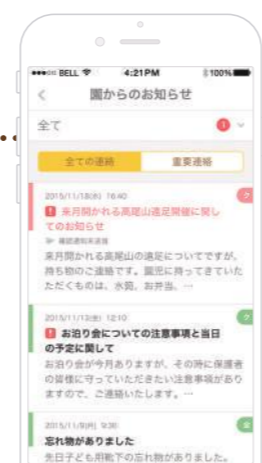 BELL 4:21PM 100%
園からのお知らせ
全て 1
全ての連絡 重要連絡
2015/11/18(水) 16:40 ク
来月開かれる高尾山遠足開催に関し
てのお知らせ
確認通知未送信
来月開かれる高尾山の遠足についてですが、
持ち物のご連絡です。園児に持ってきていた
だくものは、水筒、お弁当、…
2015/11/13(金) 12:10 ク
お泊り会についての注意事項と当日
の予定に関して
お泊り会が今月ありますが、その時に保護者
の皆様に守っていただきたい注意事項があり
ますので、ご連絡いたします。…
2015/11/9(月) 9:30 全
忘れ物がありました
先日子ども用靴下の忘れ物がありました。